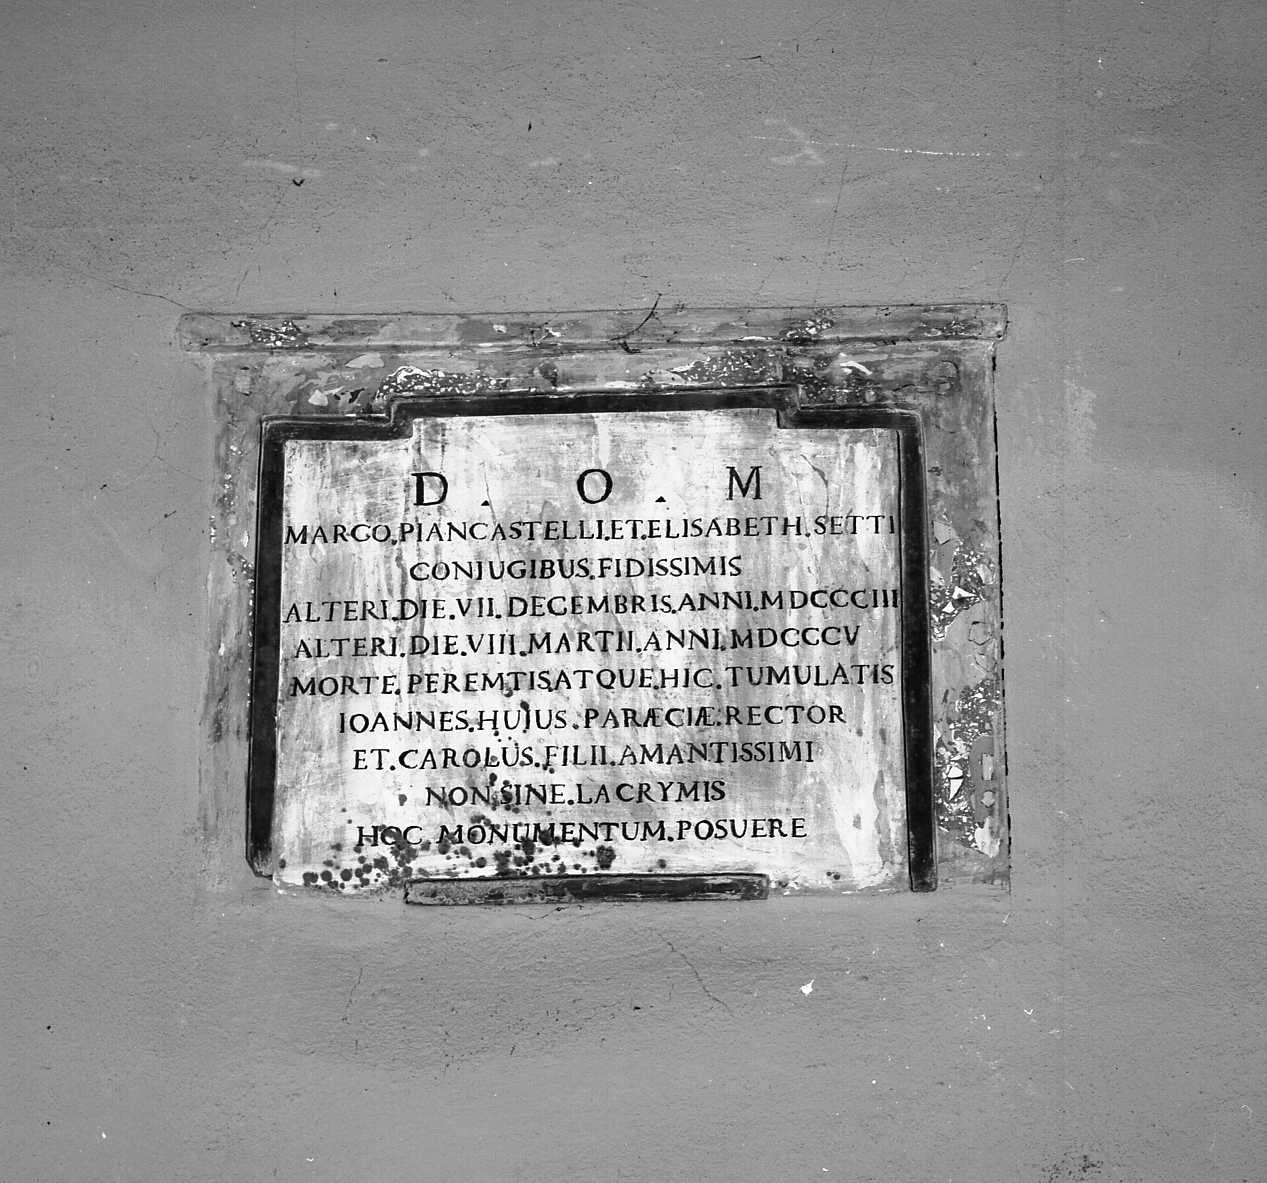 D . O . M
MARCO.PIANCASTELLI.ET.ELISABETH.SETTI
CONIUGIBUS.FIDISSIMIS
ALTERI.DIE.VII.DECEMBRIS.ANNI.MDCCCIII
ALTERI.DIE.VIII.MARTII.ANNI.MDCCCV
MORTE.PEREMTIS.ATQUE.HIC.TUMULATIS
IOANNES.HUJUS.PARÆCIÆ.RECTOR
ET.CAROLUS.FILII.AMANTISSIMI
NON.SINE.LACRYMIS
HOC.MONUMENTUM.POSUERE